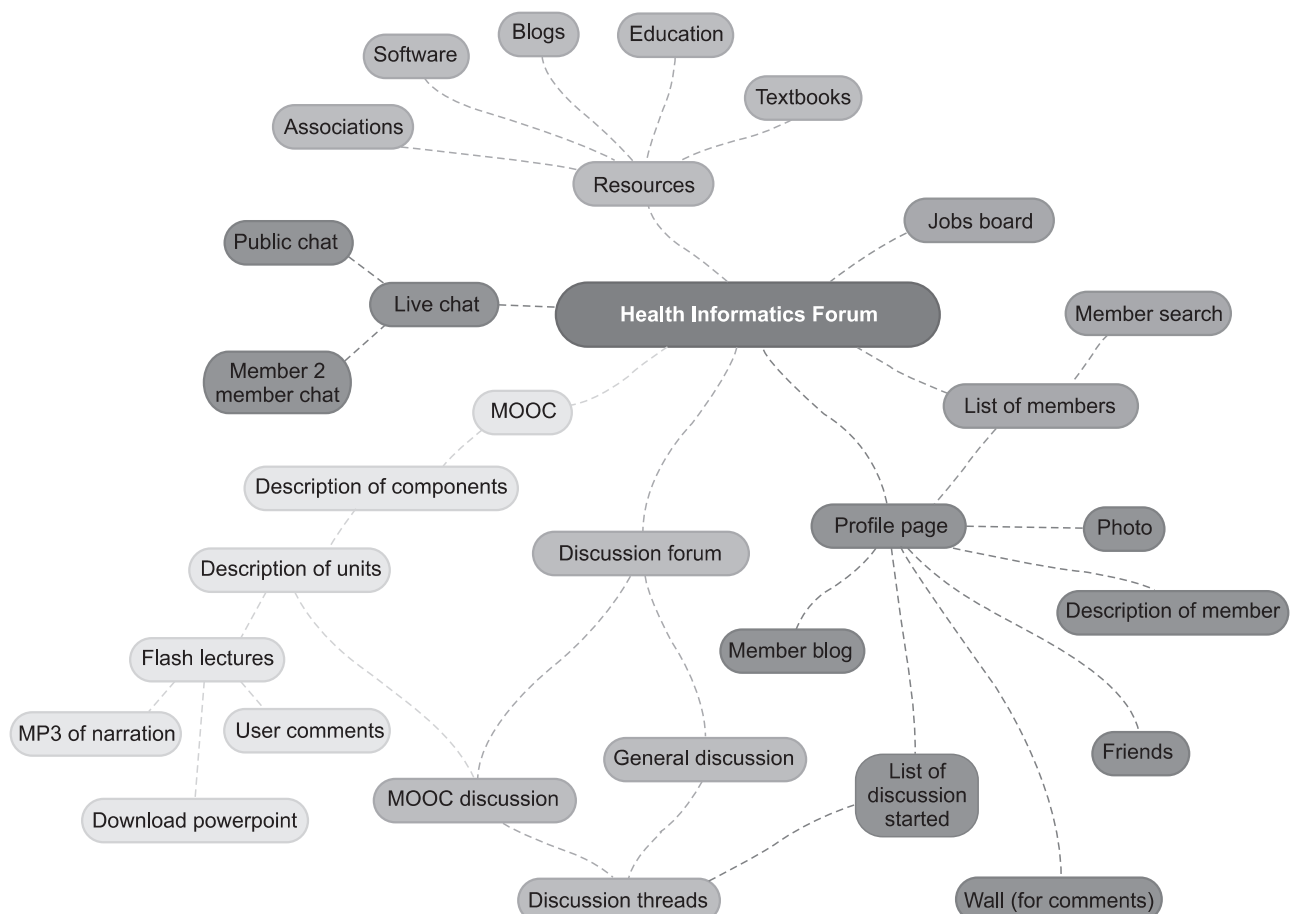 Blogs
Education
Software
Textbooks
Associations
Resources
Jobs board
Public chat
Live chat
Health Informatics Forum
Member search
Member 2
member chat
MOOC
List of members
Description of components
Profile page
Photo
Discussion forum
Description of units
Description of member
Member blog
Flash lectures
MP3 of narration
User comments
General discussion
Friends
List of
discussion
started
MOOC discussion
Download powerpoint
Discussion threads
Wall (for comments)